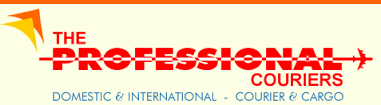 THE
PROFESSIONAL
COURIERS
DOMESTIC & INTERNATIONAL - COURIER & CARGO